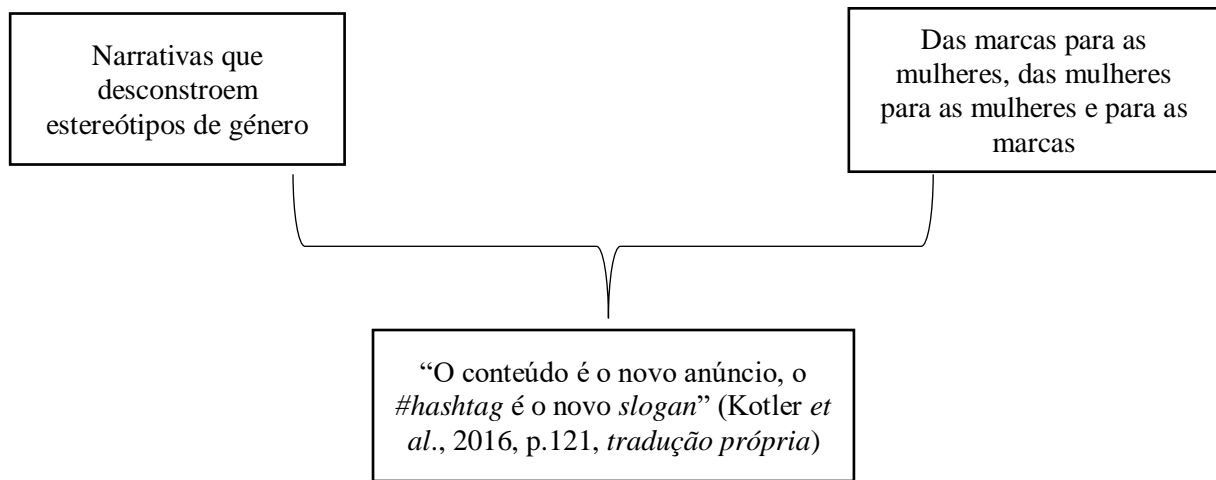 Narrativas que
desconstroem
estereótipos de género
Das marcas para as
mulheres, das mulheres
para as mulheres e para as
marcas
“O conteúdo é o novo anúncio, o
#hashtag é o novo slogan” (Kotler et
al., 2016, p.121, tradução própria)